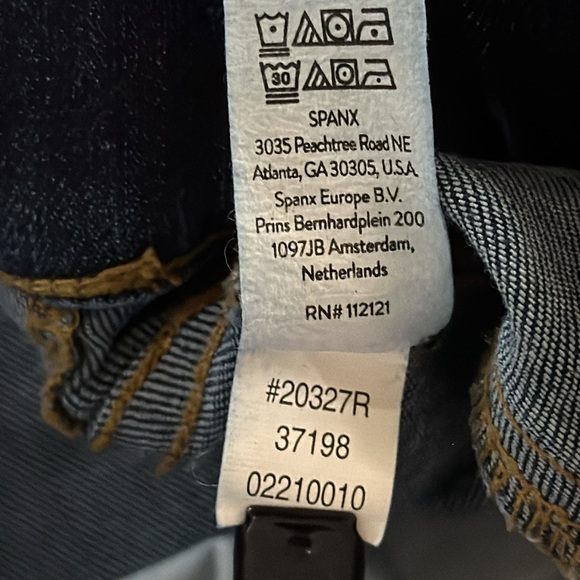 30
SPANX
3035 Peachtree Road NE
Atlanta, GA 30305, U.S.A.
Spanx Europe B.V.
Prins Bernhardplein 200
1097JB Amsterdam,
Netherlands
RN# 112121
#20327R
37198
02210010